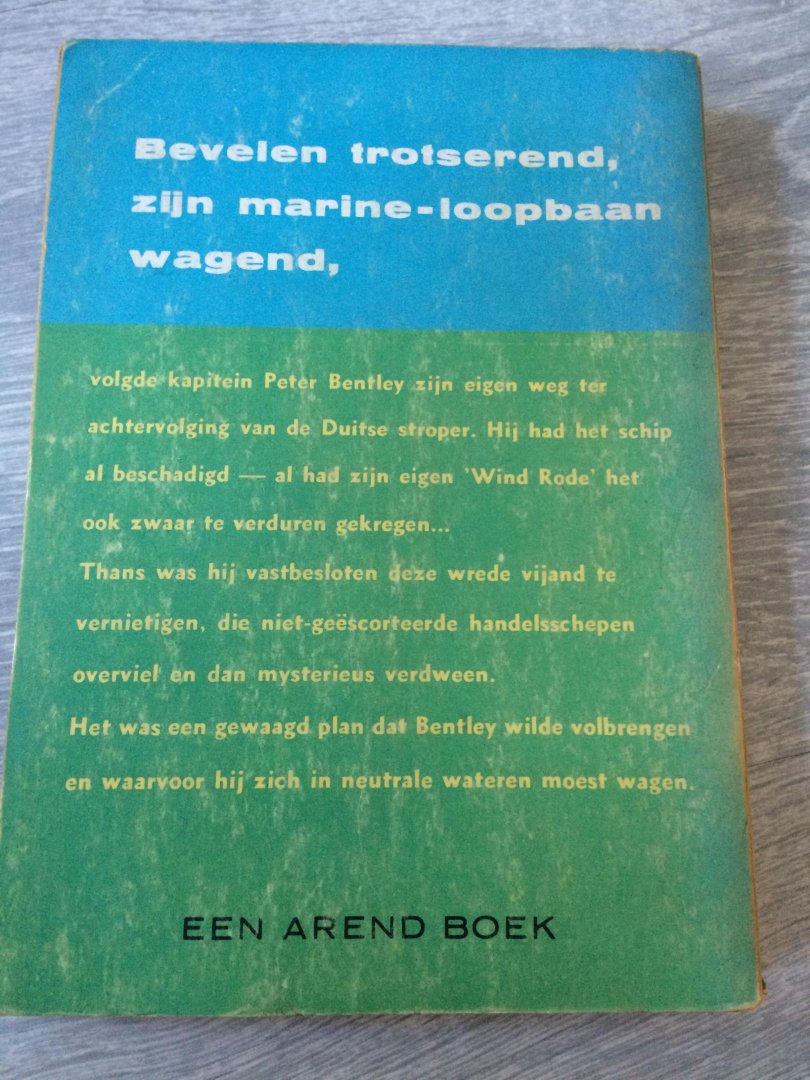 Bevelen trotserend,
zijn marine-loopbaan
wagend,
volgde kapitein Peter Bentley zijn eigen weg ter
achtervolging van de Duitse stroper. Hij had het schip
al beschadigd — al had zijn eigen 'Wind Rode' het
ook zwaar te verduren gekregen...
Thans was hij vastbesloten deze wrede vijand te
vernietigen, die niet-geëscorteerde handelsschepen
overviel en dan mysterieus verdween.
Het was een gewaagd plan dat Bentley wilde volbrengen
en waarvoor hij zich in neutrale wateren moest wagen.
EEN AREND BOEK